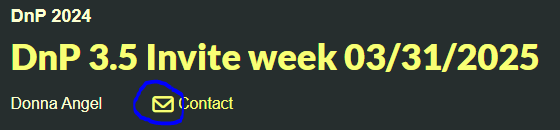 DnP 2024
DnP 3.5 Invite week 03/31/2025
Donna Angel Contact